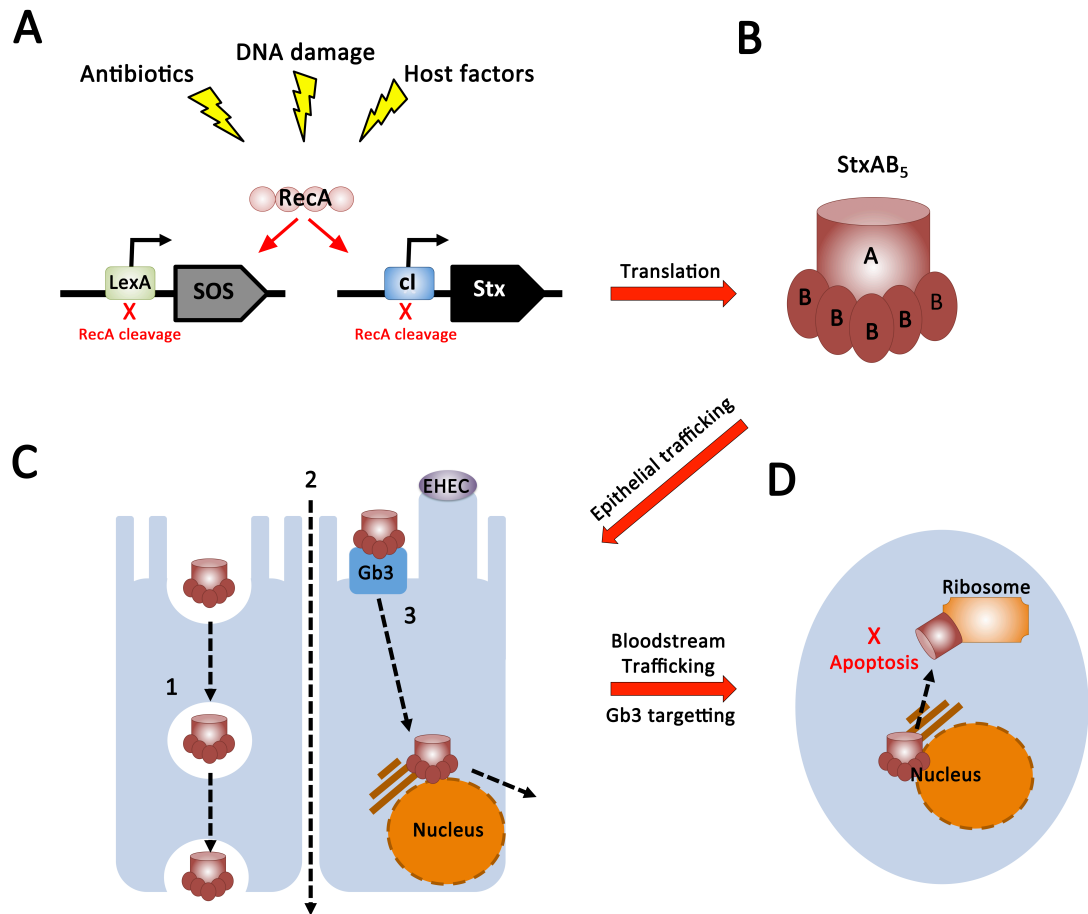 A
Antibiotics
DNA damage
Host factors
RecA
LexA
SOS
X
RecA cleavage
cI
Stx
X
RecA cleavage
Translation
B
StxAB5
A
B
B
B
B
B
Epithelial trafficking
C
1
2
EHEC
Gb3
3
Nucleus
Bloodstream
Trafficking
Gb3 targetting
D
Ribosome
X
Apoptosis
Nucleus